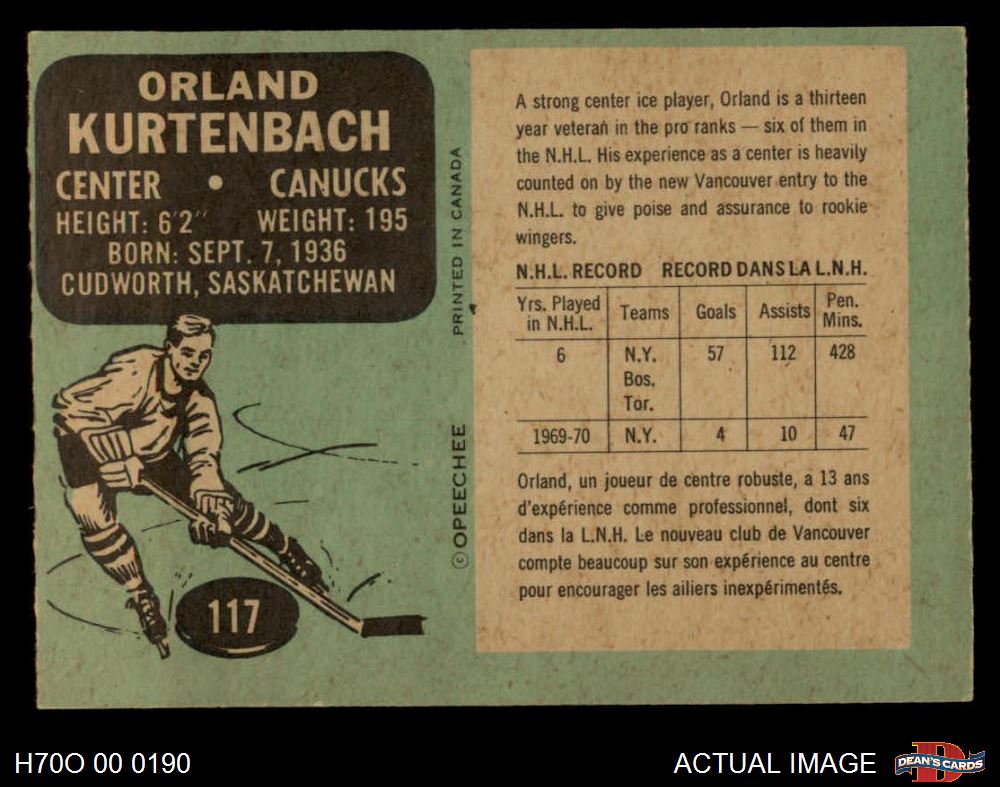 ORLAND
KURTENBACH
CENTER • CANUCKS
HEIGHT: 6'2" WEIGHT: 195
BORN: SEPT. 7, 1936
CUDWORTH, SASKATCHEWAN
117
©OPEECHEE PRINTED IN CANADA
A strong center ice player, Orland is a thirteen
year veteran in the pro ranks — six of them in
the N.H.L. His experience as a center is heavily
counted on by the new Vancouver entry to the
N.H.L. to give poise and assurance to rookie
wingers.
N.H.L. RECORD RECORD DANS LA L.N.H.
Yrs. Played in N.H.L. Teams Goals Assists Pen. Mins.
6 N.Y. 57 112 428
Bos.
Tor.
1969-70 N.Y. 4 10 47
Orland, un joueur de centre robuste, a 13 ans
d'expérience comme professionnel, dont six
dans la L.N.H. Le nouveau club de Vancouver
compte beaucoup sur son expérience au centre
pour encourager les ailiers inexpérimentés.
H70O 00 0190
ACTUAL IMAGE
D
DEAN'S CARDS